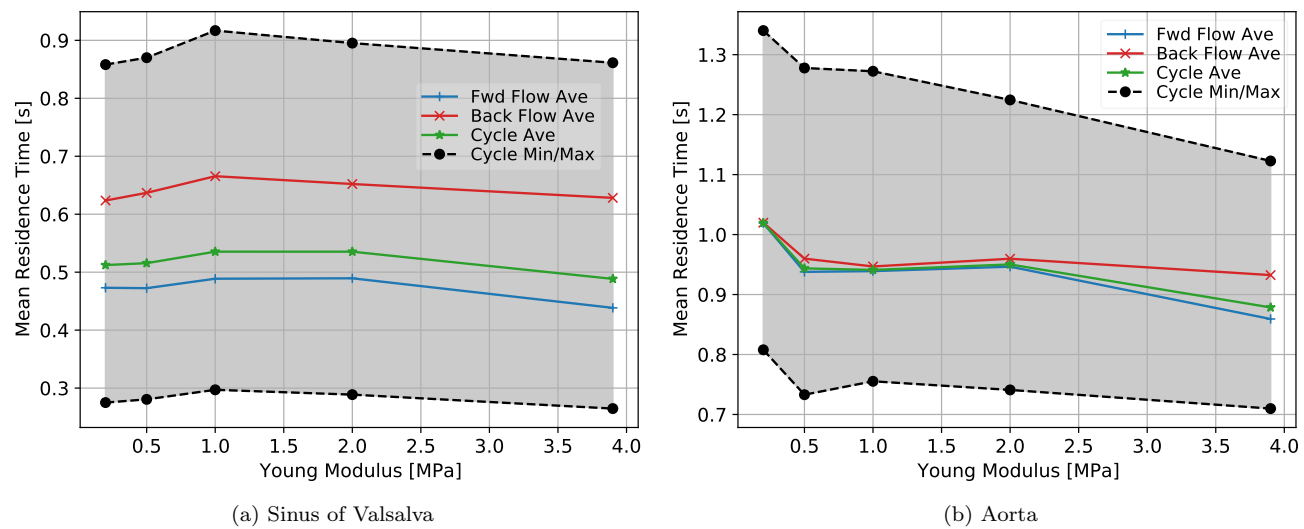 0.9
0.8
0.7
0.6
0.5
0.4
0.3
Mean Residence Time [s]
Fwd Flow Ave
Back Flow Ave
Cycle Ave
Cycle Min/Max
0.5 1.0 1.5 2.0 2.5 3.0 3.5 4.0
Young Modulus [MPa]
(a) Sinus of Valsalva
1.3
1.2
1.1
1.0
0.9
0.8
0.7
Mean Residence Time [s]
Fwd Flow Ave
Back Flow Ave
Cycle Ave
Cycle Min/Max
0.5 1.0 1.5 2.0 2.5 3.0 3.5 4.0
Young Modulus [MPa]
(b) Aorta